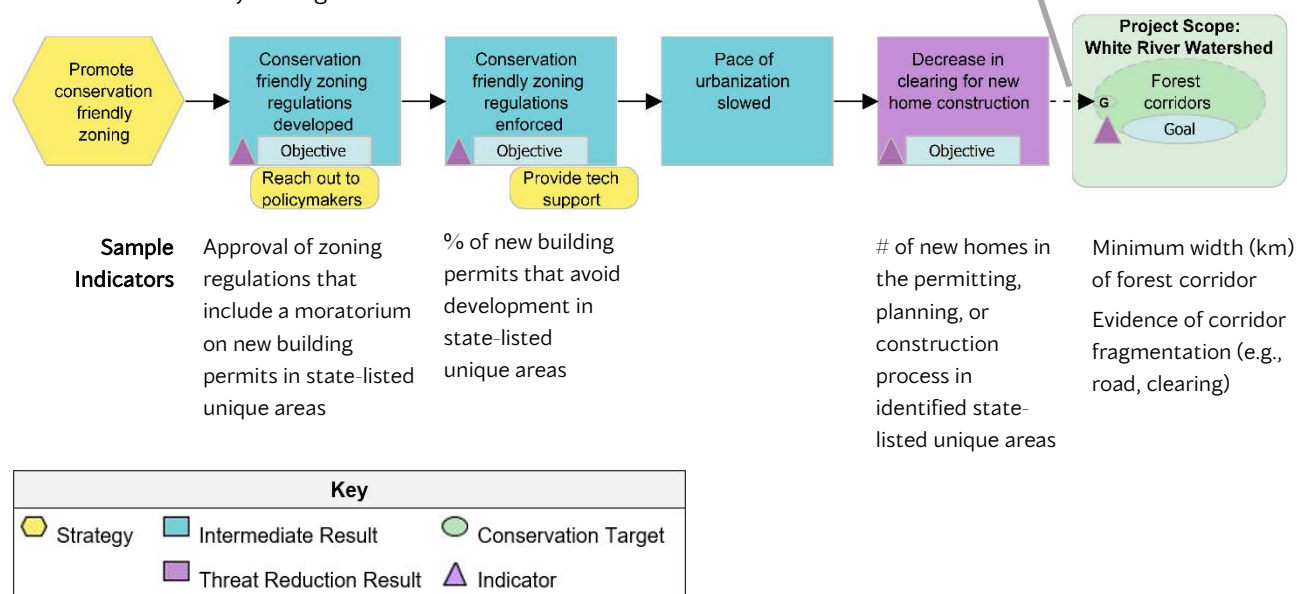 Promote
conservation
friendly
zoning
Conservation
friendly zoning
regulations
developed
Objective
Reach out to
policymakers
Conservation
friendly zoning
regulations
enforced
Objective
Provide tech
support
Pace of
urbanization
slowed
Decrease in
clearing for new
home construction
Objective
Project Scope:
White River Watershed
Forest
corridors
G
Goal
Sample
Indicators
Approval of zoning
regulations that
include a moratorium
on new building
permits in state-listed
unique areas
% of new building
permits that avoid
development in
state-listed
unique areas
# of new homes in
the permitting,
planning, or
construction
process in
identified state-
listed unique areas
Minimum width (km)
of forest corridor
Evidence of corridor
fragmentation (e.g.,
road, clearing)
Key
Strategy
Intermediate Result
Conservation Target
Threat Reduction Result
Indicator